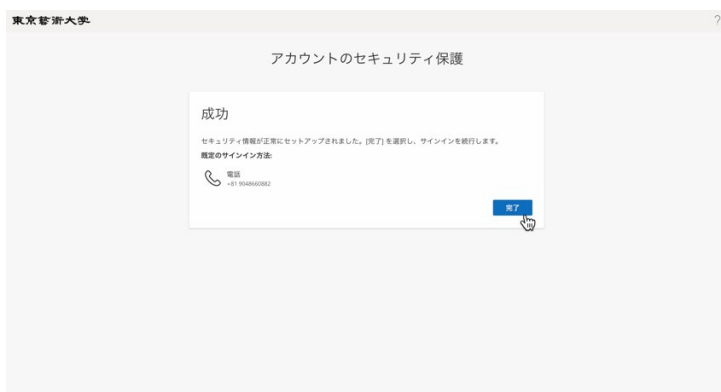 東京藝術大学
?
アカウントのセキュリティ保護
成功
セキュリティ情報が正常にセットアップされました。[完了] を選択し、サインインを続行します。
既定のサインイン方法:
電話
+81 9048660882
完了